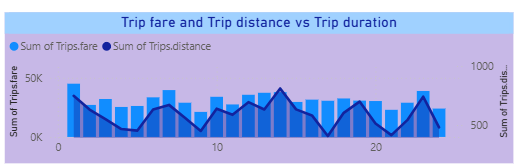 Trip fare and Trip distance vs Trip duration
Sum of Trips.fare Sum of Trips.distance
Sum of Trips.fare
50K
0K
1000
500
Sum of Trips.dis...
0 10 20